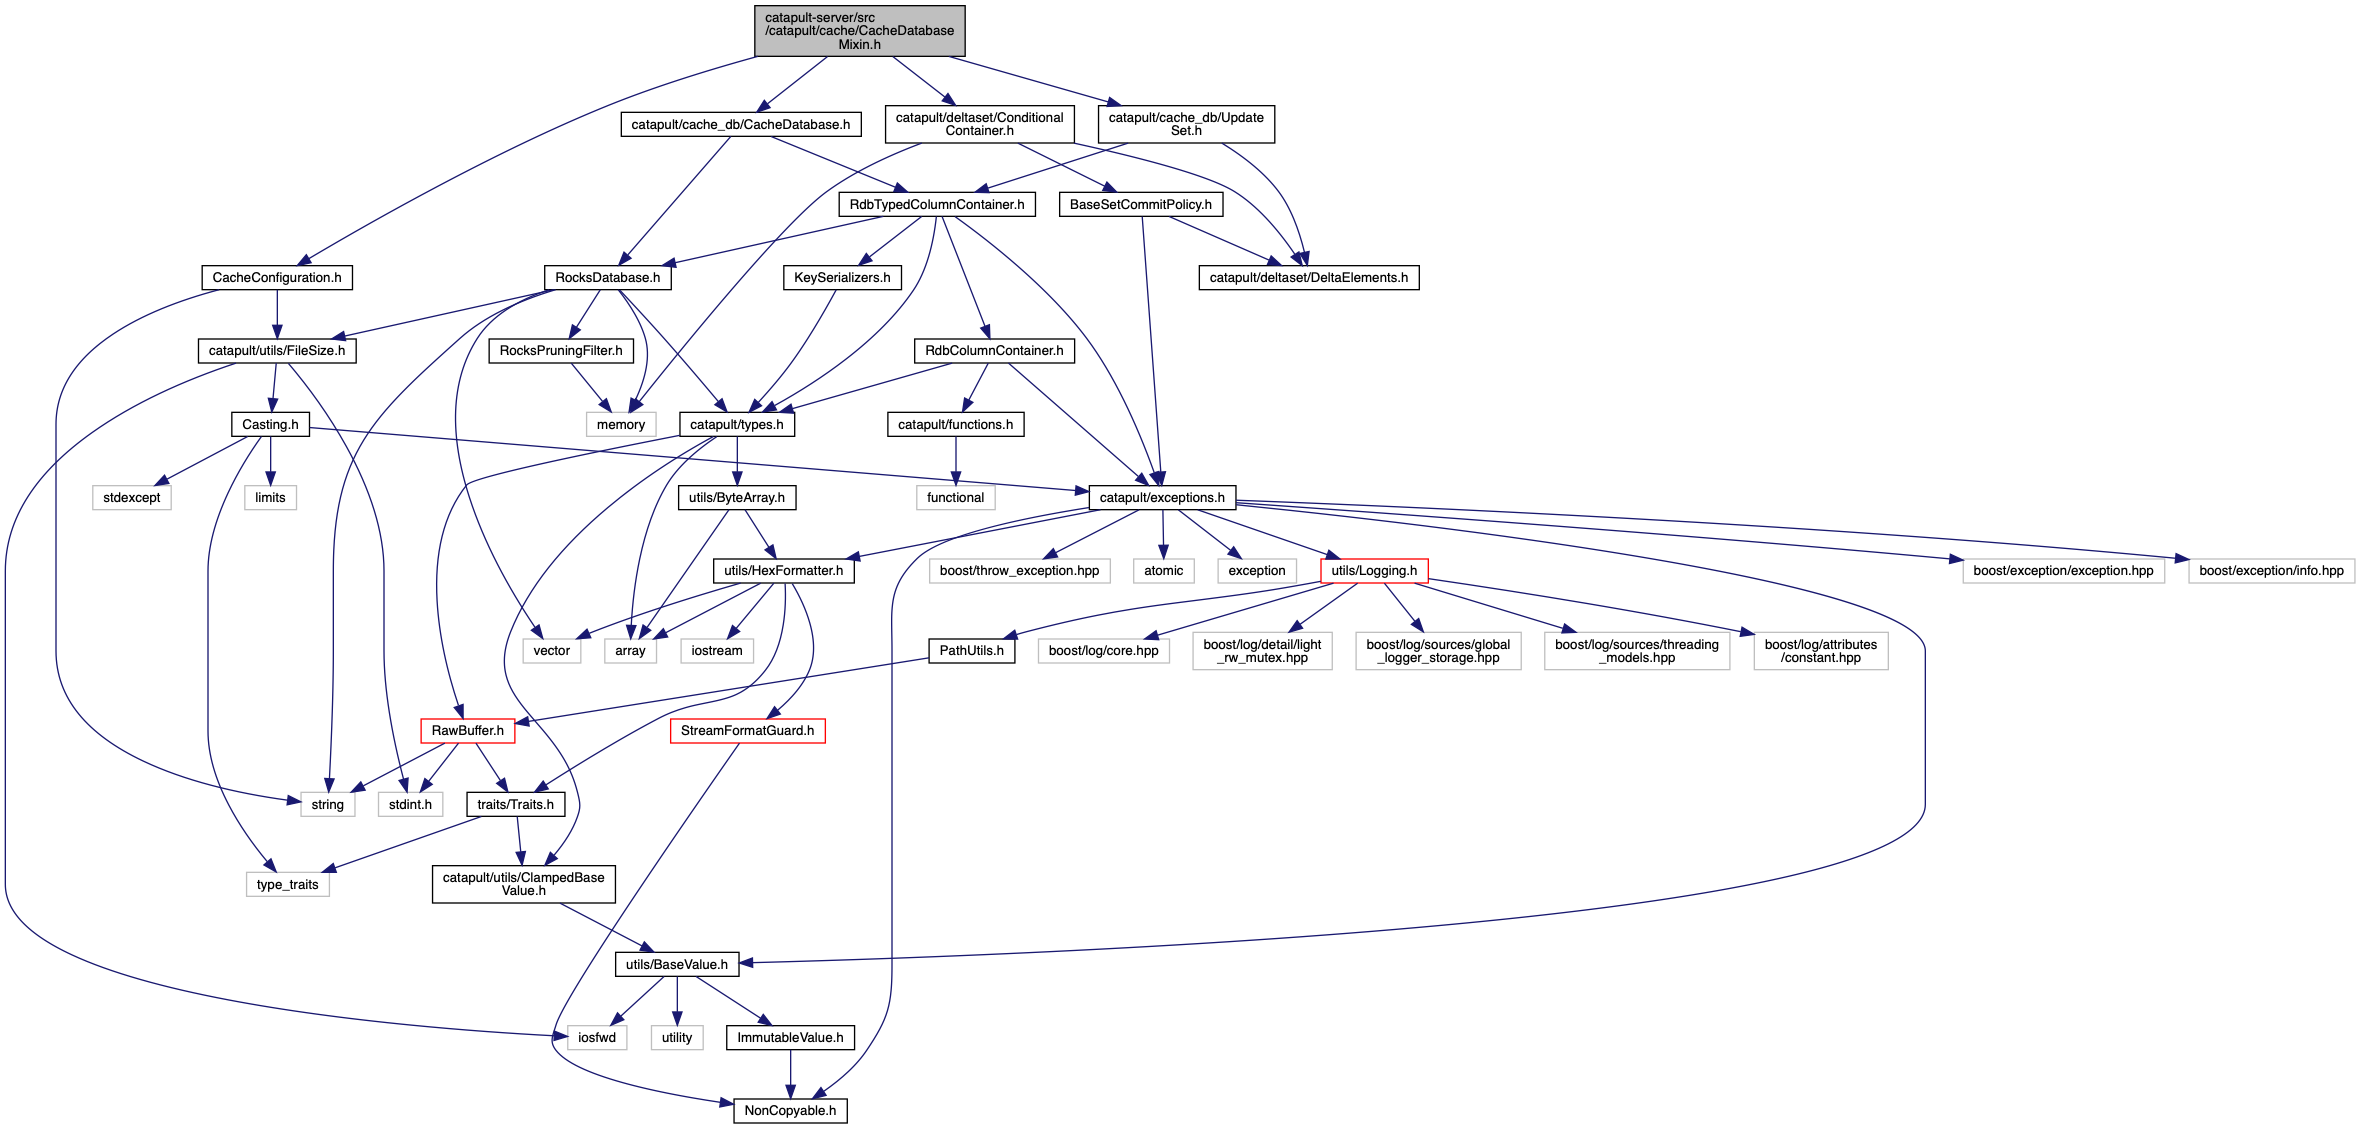 catapult-server/src
/catapult/cache/CacheDatabase
Mixin.h
catapult/cache_db/CacheDatabase.h
catapult/deltaset/Conditional
Container.h
catapult/cache_db/Update
Set.h
RdbTypedColumnContainer.h
BaseSetCommitPolicy.h
CacheConfiguration.h
RocksDatabase.h
KeySerializers.h
catapult/deltaset/DeltaElements.h
catapult/utils/FileSize.h
RocksPruningFilter.h
RdbColumnContainer.h
Casting.h
memory
catapult/types.h
catapult/functions.h
stdexcept
limits
utils/ByteArray.h
functional
catapult/exceptions.h
utils/HexFormatter.h
boost/throw_exception.hpp
atomic
exception
utils/Logging.h
boost/exception/exception.hpp
boost/exception/info.hpp
vector
array
iostream
PathUtils.h
boost/log/core.hpp
boost/log/detail/light
_rw_mutex.hpp
boost/log/sources/global
_logger_storage.hpp
boost/log/sources/threading
_models.hpp
boost/log/attributes
/constant.hpp
RawBuffer.h
StreamFormatGuard.h
string
stdint.h
traits/Traits.h
type_traits
catapult/utils/ClampedBase
Value.h
utils/BaseValue.h
iosfwd
utility
ImmutableValue.h
NonCopyable.h